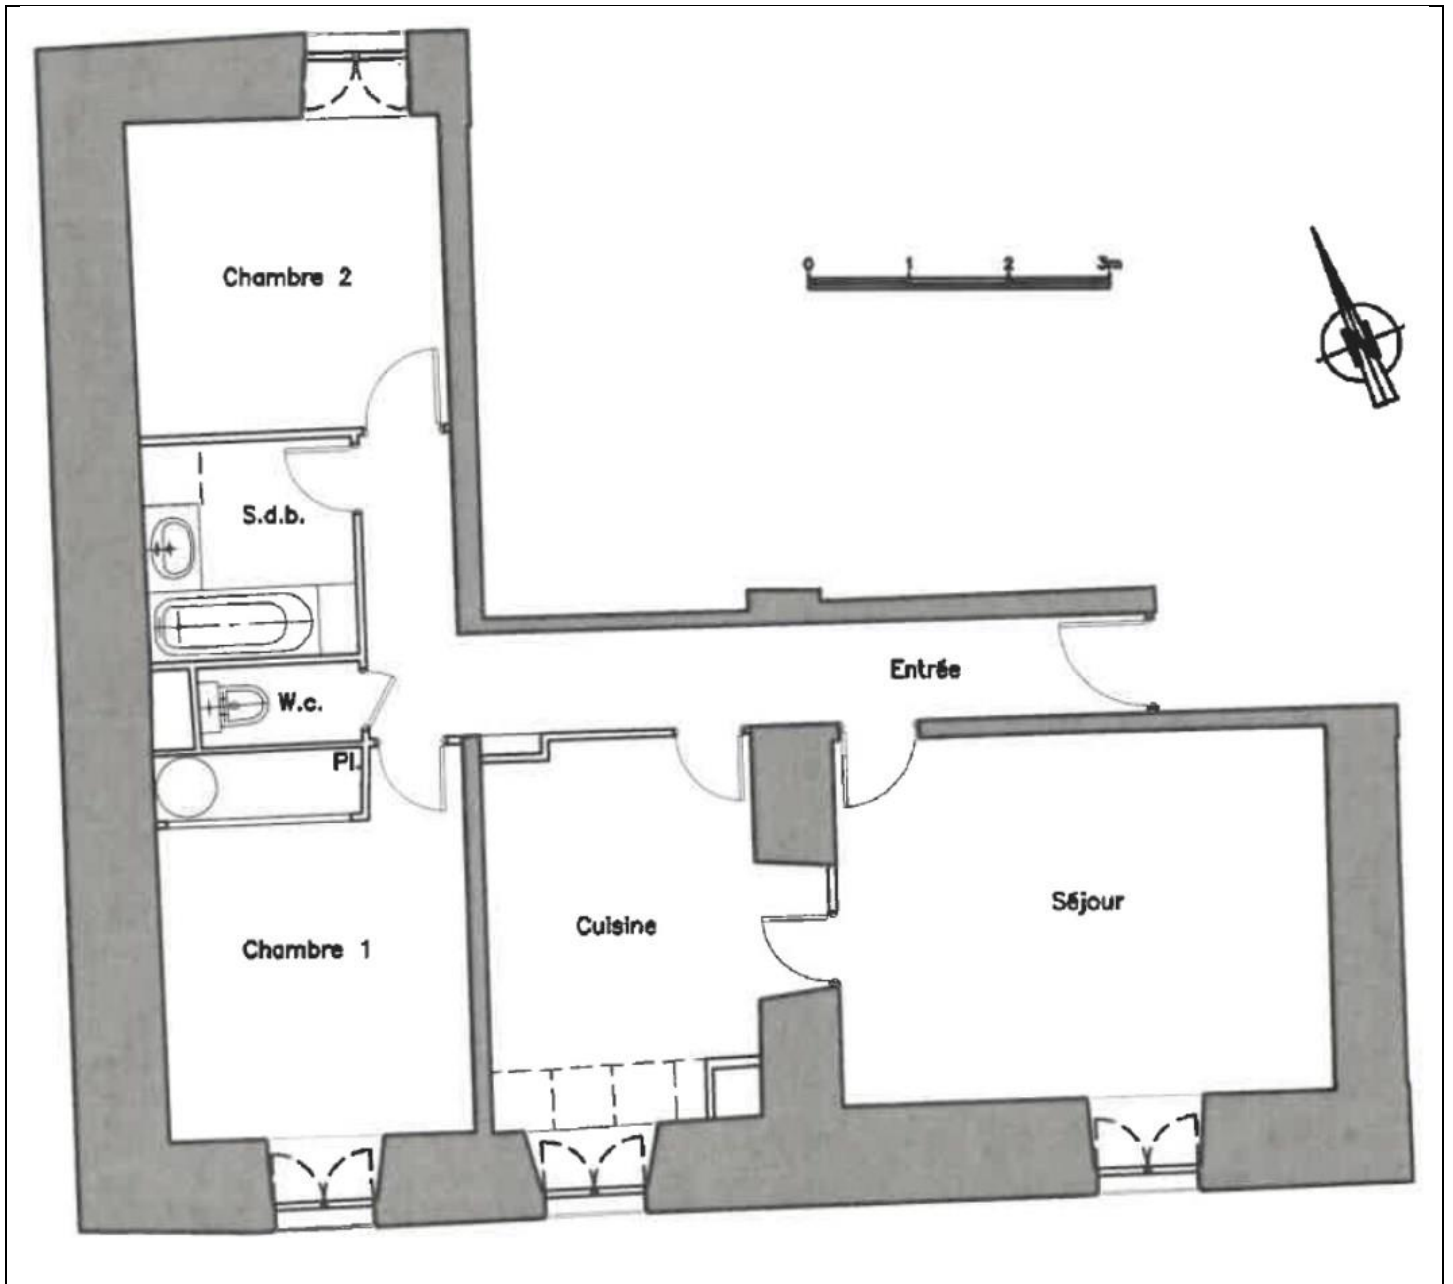 Chambre 2
0 1 2 3m
S.d.b.
Entrée
W.c.
Pl.
Séjour
Cuisine
Chambre 1